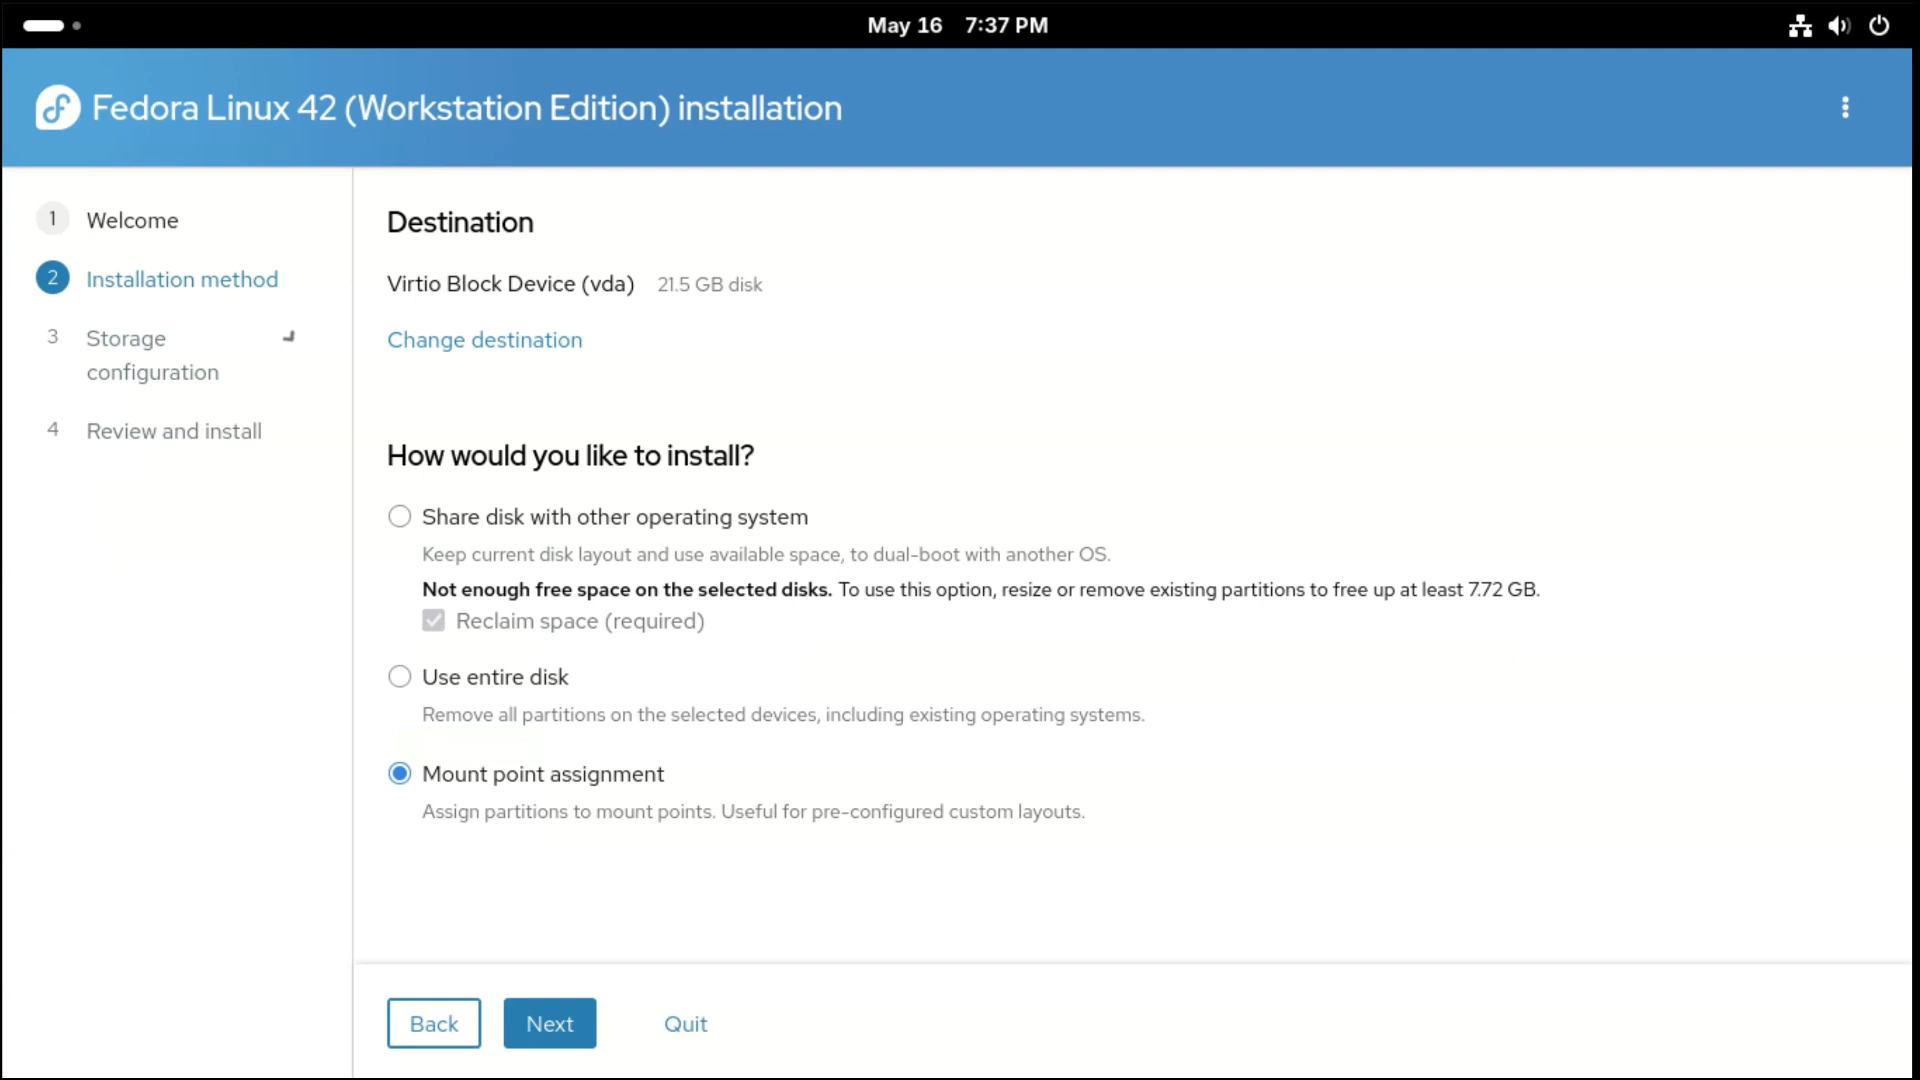 May 16 7:37 PM
Fedora Linux 42 (Workstation Edition) installation
1 Welcome
2 Installation method
3 Storage
configuration
4 Review and install
Destination
Virtio Block Device (vda) 21.5 GB disk
Change destination
How would you like to install?
Share disk with other operating system
Keep current disk layout and use available space, to dual-boot with another OS.
Not enough free space on the selected disks. To use this option, resize or remove existing partitions to free up at least 7.72 GB.
Reclaim space (required)
Use entire disk
Remove all partitions on the selected devices, including existing operating systems.
Mount point assignment
Assign partitions to mount points. Useful for pre-configured custom layouts.
Back Next Quit